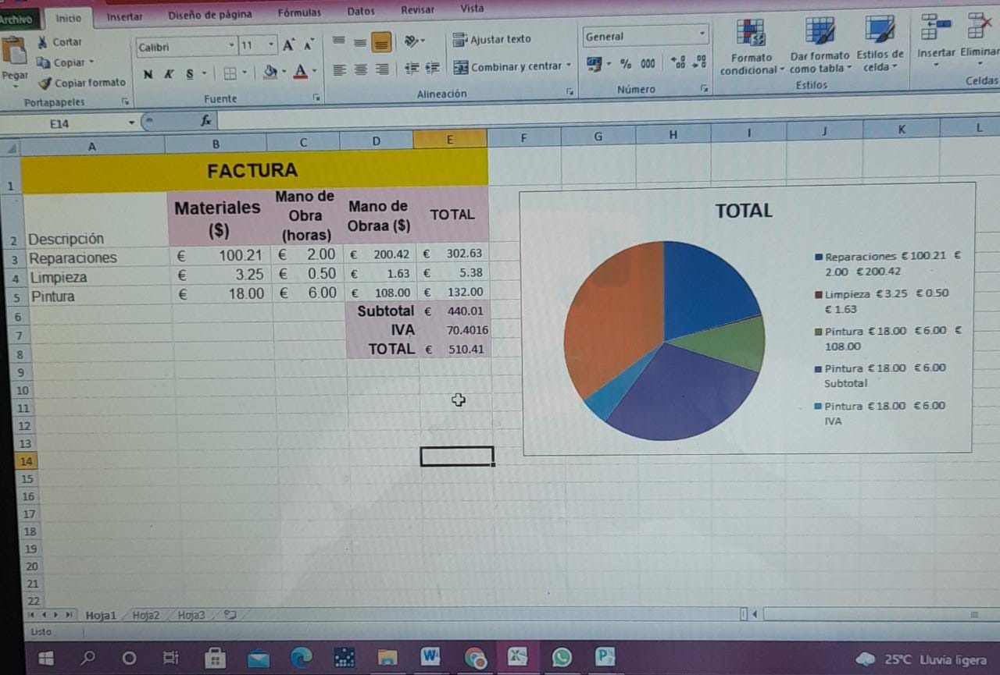 Archivo Inicio Insertar Diseño de página Fórmulas Datos Revisar Vista
Pegar
Cortar
Copiar
Copiar formato
Portapapeles
Calibri 11
N K S
Fuente
Ajustar texto
Combinar y centrar
Alineación
General
% 000
Número
Formato condicional
Dar formato como tabla
Estilos de celda
Estilos
Insertar Eliminar
Celdas
E14 fx
A B C D E F G H I J K L
1 FACTURA
2 Descripción Materiales ($) Mano de Obra (horas) Mano de Obraa ($) TOTAL
3 Reparaciones € 100.21 € 2.00 € 200.42 € 302.63
4 Limpieza € 3.25 € 0.50 € 1.63 € 5.38
5 Pintura € 18.00 € 6.00 € 108.00 € 132.00
6 Subtotal € 440.01
7 IVA 70.4016
8 TOTAL € 510.41
9
10
11
12
13
14
15
16
17
18
19
20
21
22
TOTAL
Reparaciones € 100.21 €
2.00 € 200.42
Limpieza € 3.25 € 0.50
€ 1.63
Pintura € 18.00 € 6.00 €
108.00
Pintura € 18.00 € 6.00
Subtotal
Pintura € 18.00 € 6.00
IVA
Hoja1 Hoja2 Hoja3
Listo
W X P
25°C Lluvia ligera